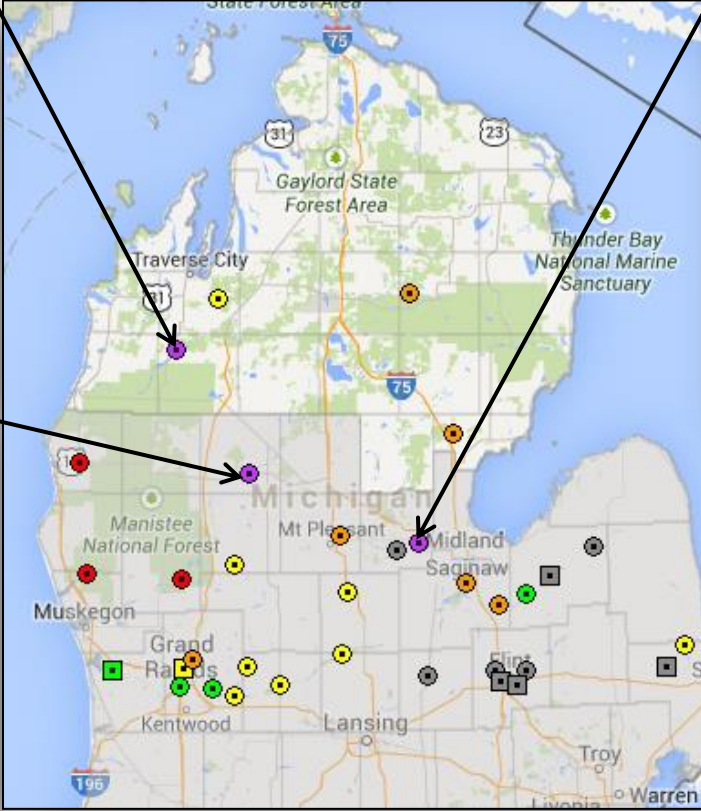 State Forest Area
75
31
23
Gaylord State
Forest Area
Thunder Bay
National Marine
Sanctuary
Traverse City
31
75
Michigan
Manistee
National Forest
Mt Pleasant
Midland
Saginaw
Muskegon
Grand
Rapids
Flint
Kentwood
Lansing
Troy
196
Warren